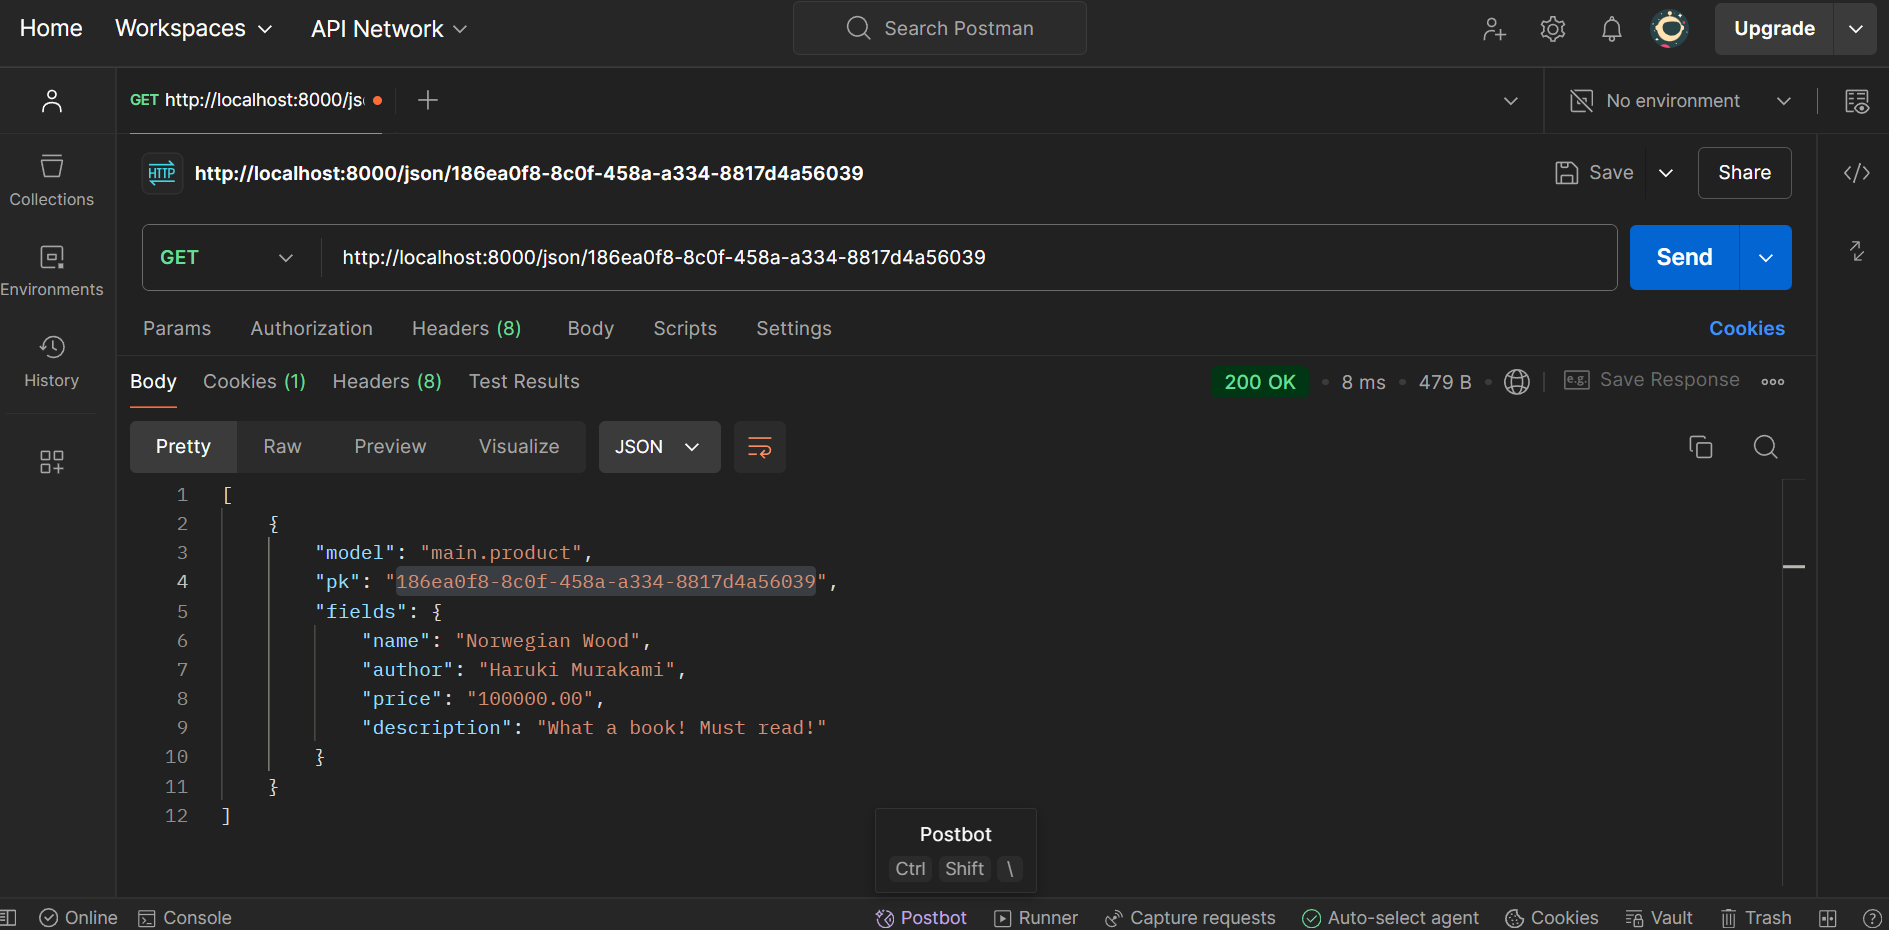 Home Workspaces API Network Search Postman Upgrade
GET http://localhost:8000/js No environment
HTTP http://localhost:8000/json/186ea0f8-8c0f-458a-a334-8817d4a56039 Save Share
Collections
GET http://localhost:8000/json/186ea0f8-8c0f-458a-a334-8817d4a56039 Send
Environments
Params Authorization Headers (8) Body Scripts Settings Cookies
History
Body Cookies (1) Headers (8) Test Results 200 OK • 8 ms • 479 B • e.g. Save Response
Pretty Raw Preview Visualize JSON
1 [
2 {
3 "model": "main.product",
4 "pk": "186ea0f8-8c0f-458a-a334-8817d4a56039",
5 "fields": {
6 "name": "Norwegian Wood",
7 "author": "Haruki Murakami",
8 "price": "100000.00",
9 "description": "What a book! Must read!"
10 }
11 }
12 ]
Postbot
Ctrl Shift \
Online Console Postbot Runner Capture requests Auto-select agent Cookies Vault Trash